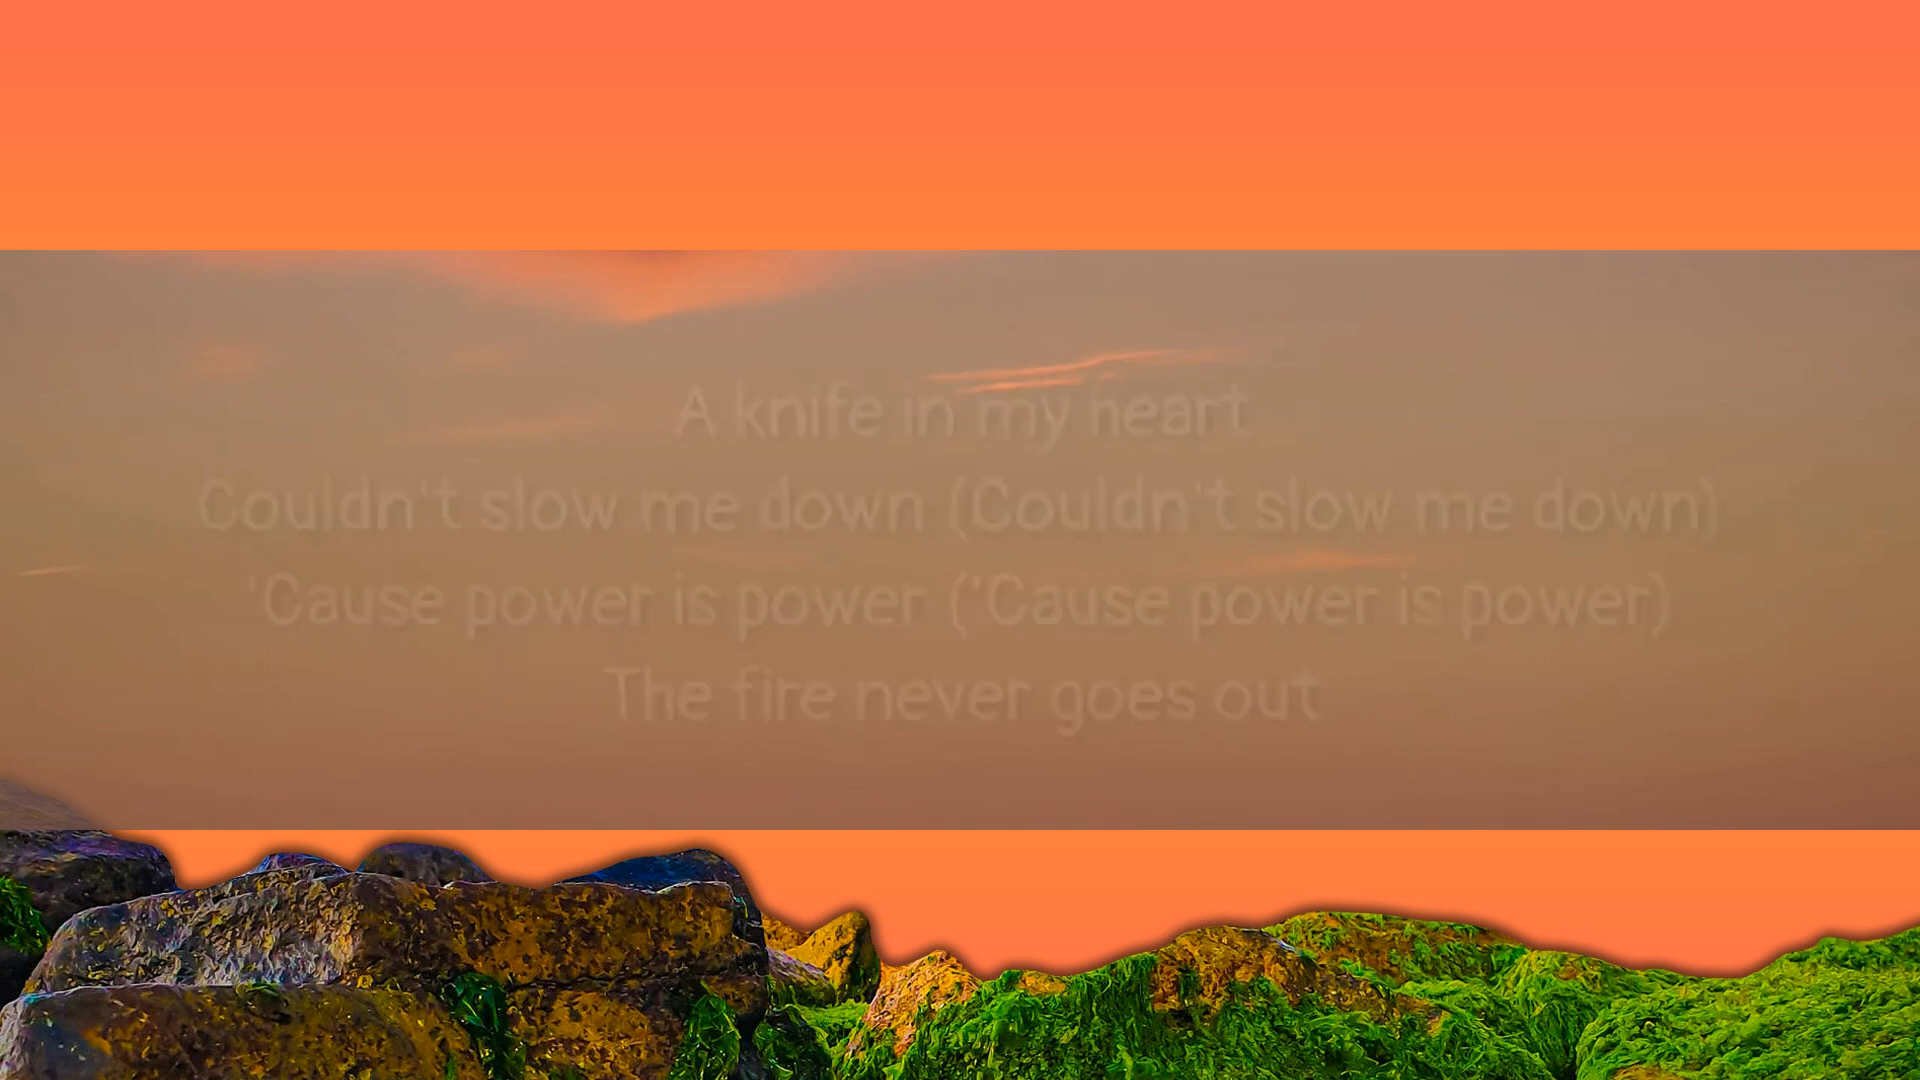 A knife in my heart
Couldn't slow me down (Couldn't slow me down)
'Cause power is power ('Cause power is power)
The fire never goes out